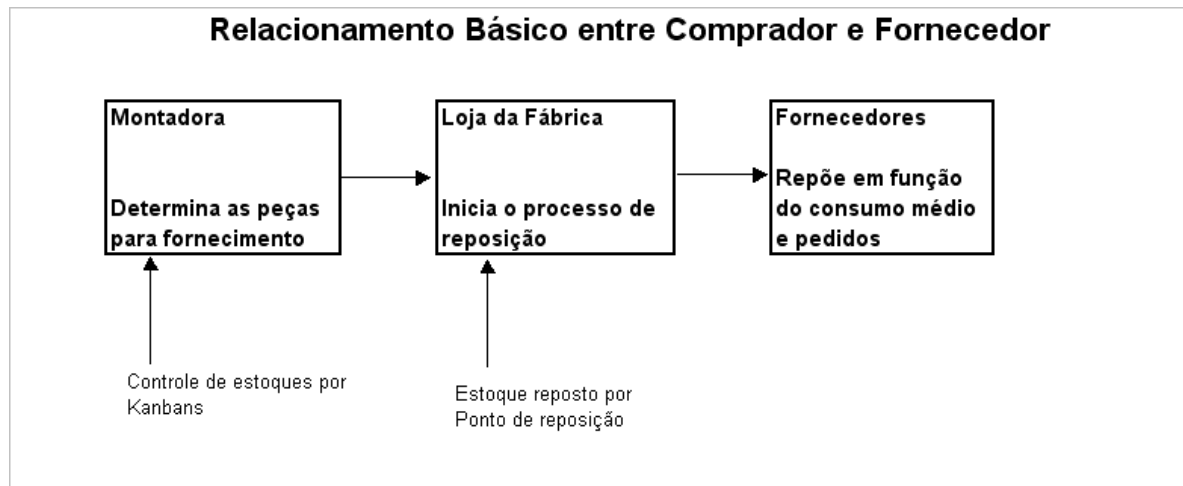 Relacionamento Básico entre Comprador e Fornecedor
Montadora
Determina as peças
para fornecimento
Loja da Fábrica
Inicia o processo de
reposição
Fornecedores
Repõe em função
do consumo médio
e pedidos
Controle de estoques por
Kanbans
Estoque reposto por
Ponto de reposição